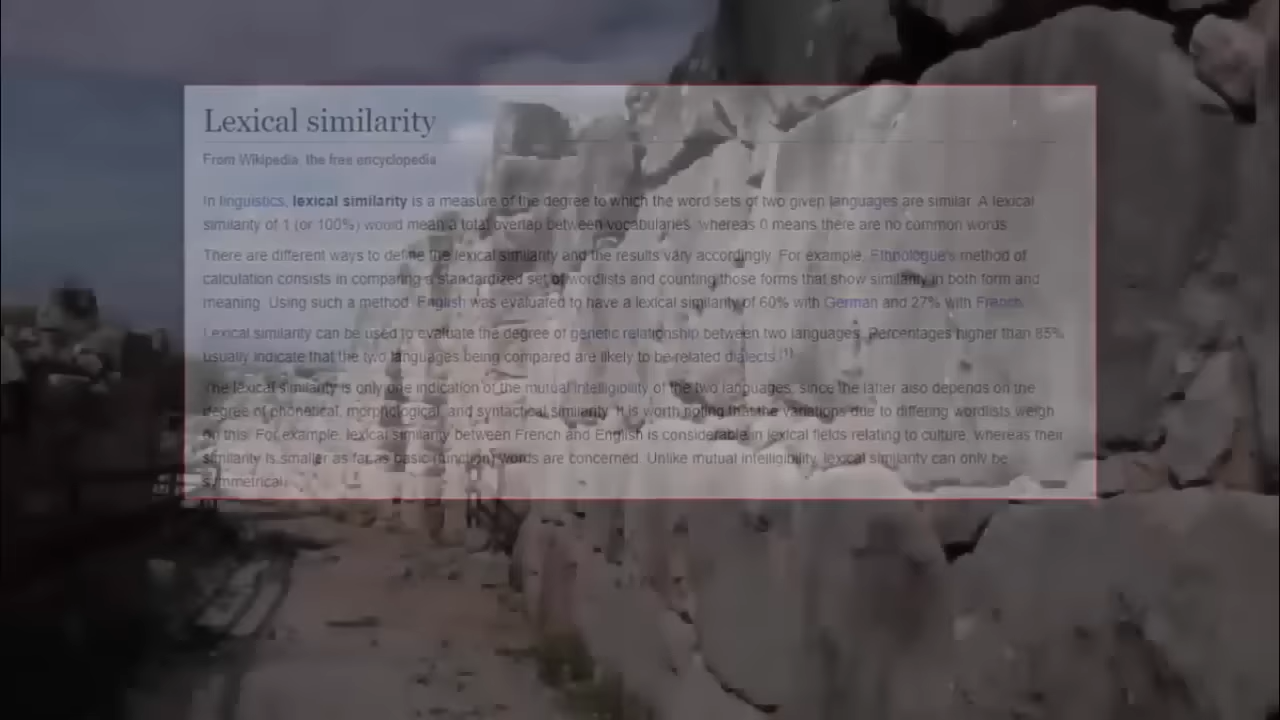 Lexical similarity
From Wikipedia, the free encyclopedia
In linguistics, lexical similarity is a measure of the degree to which the word sets of two given languages are similar. A lexical
similarity of 1 (or 100%) would mean a total overlap between vocabularies, whereas 0 means there are no common words.
There are different ways to define the lexical similarity and the results vary accordingly. For example, Ethnologue's method of
calculation consists in comparing a standardized set of wordlists and counting those forms that show similarity in both form and
meaning. Using such a method, English was evaluated to have a lexical similarity of 60% with German and 27% with French.
Lexical similarity can be used to evaluate the degree of genetic relationship between two languages. Percentages higher than 85%
usually indicate that the two languages being compared are likely to be related dialects.[1]
The lexical similarity is only one indication of the mutual intelligibility of the two languages, since the latter also depends on the
degree of phonetical, morphological, and syntactical similarity. It is worth noting that the variations due to differing wordlists weigh
on this. For example, lexical similarity between French and English is considerable in lexical fields relating to culture, whereas their
similarity is smaller as far as basic (function) words are concerned. Unlike mutual intelligibility, lexical similarity can only be
symmetrical.